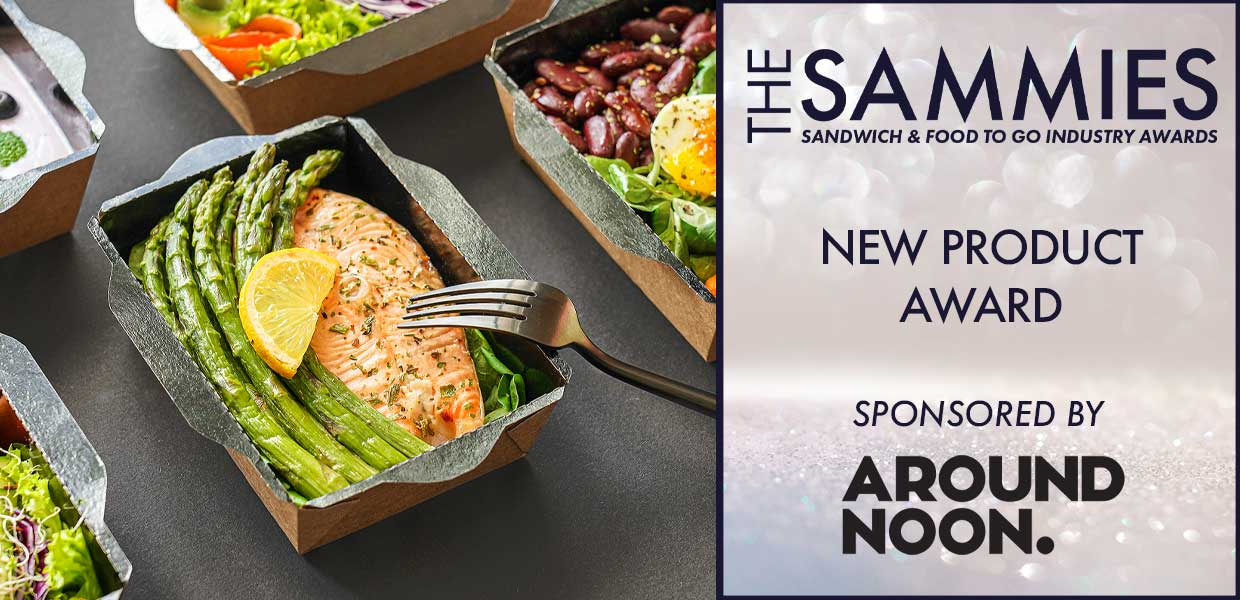 THE SAMMIES
SANDWICH & FOOD TO GO INDUSTRY AWARDS
NEW PRODUCT
AWARD
SPONSORED BY
AROUND
NOON.